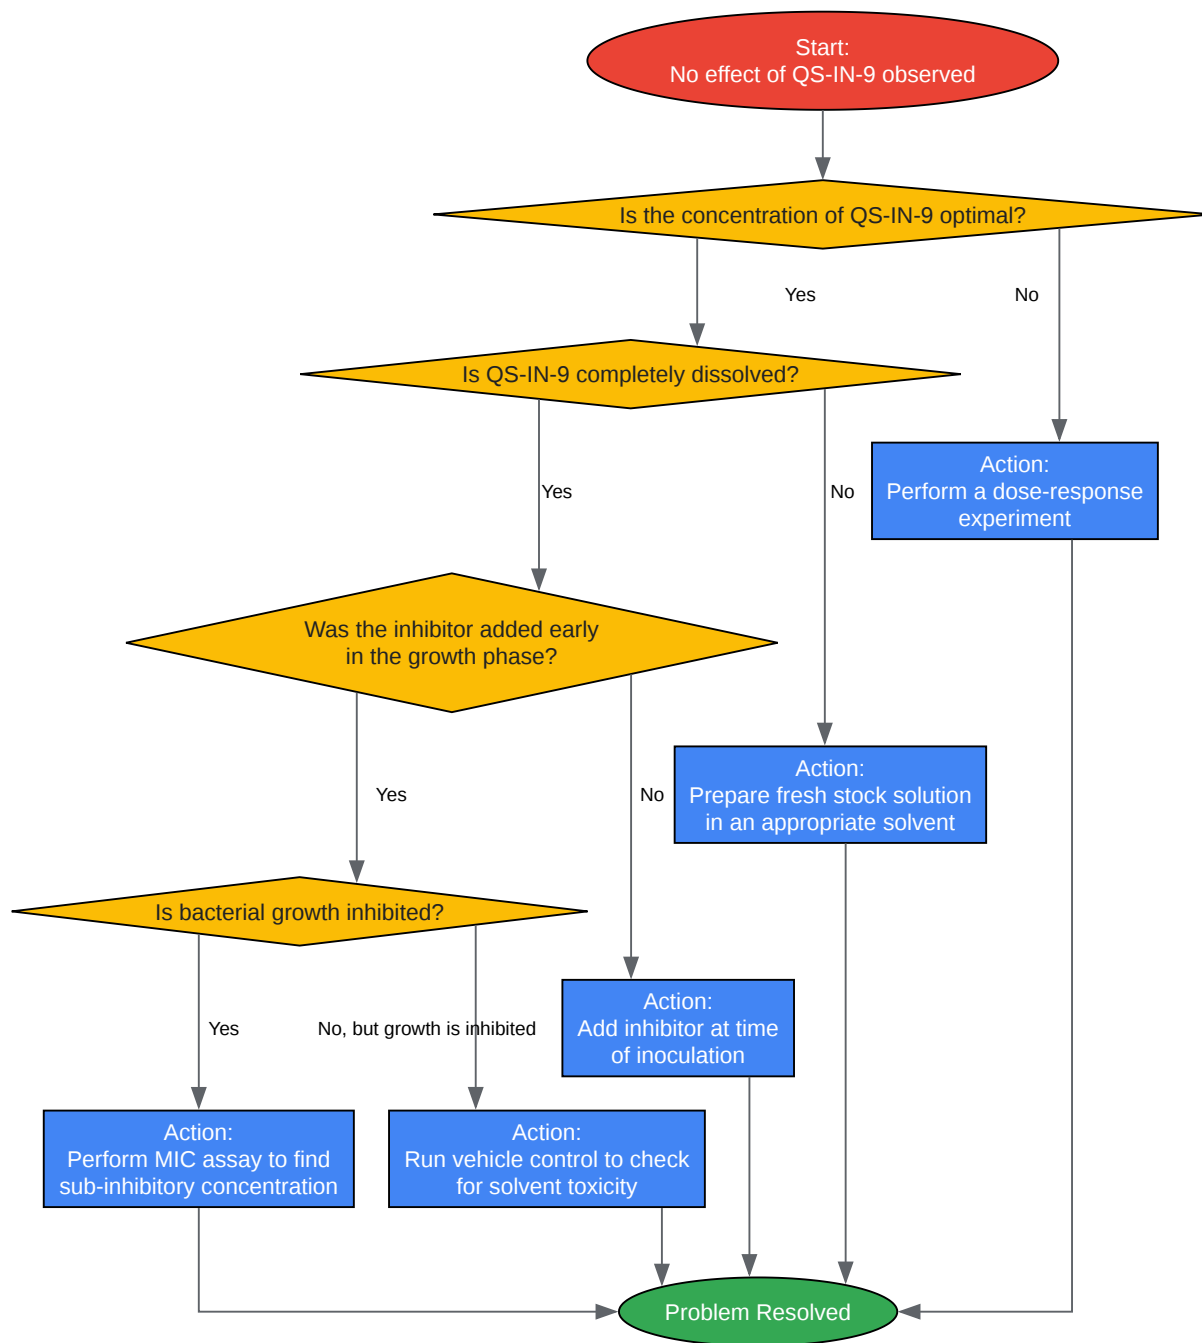 Start:
No effect of QS-IN-9 observed
Is the concentration of QS-IN-9 optimal?
Yes
No
Is QS-IN-9 completely dissolved?
Yes
No
Action:
Perform a dose-response
experiment
Was the inhibitor added early
in the growth phase?
Yes
No
Action:
Prepare fresh stock solution
in an appropriate solvent
Is bacterial growth inhibited?
Yes
No, but growth is inhibited
Action:
Add inhibitor at time
of inoculation
Action:
Perform MIC assay to find
sub-inhibitory concentration
Action:
Run vehicle control to check
for solvent toxicity
Problem Resolved